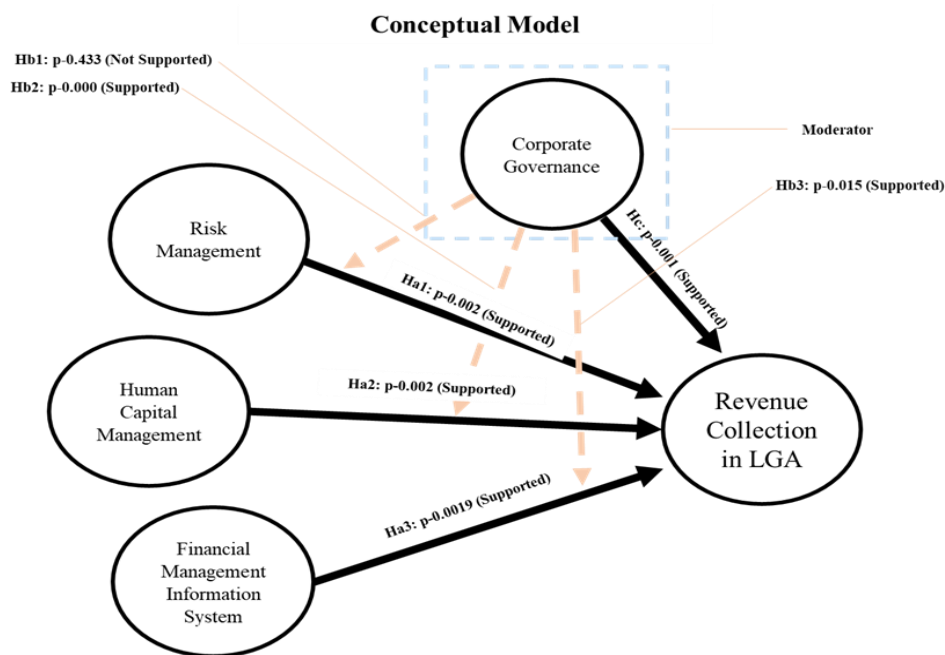 Conceptual Model
Hb1: p-0.433 (Not Supported)
Hb2: p-0.000 (Supported)
Corporate
Governance
Moderator
Hb3: p-0.015 (Supported)
Risk
Management
Hc: p-0.001 (Supported)
Ha1: p-0.002 (Supported)
Human
Capital
Management
Ha2: p-0.002 (Supported)
Revenue
Collection
in LGA
Ha3: p-0.0019 (Supported)
Financial
Management
Information
System